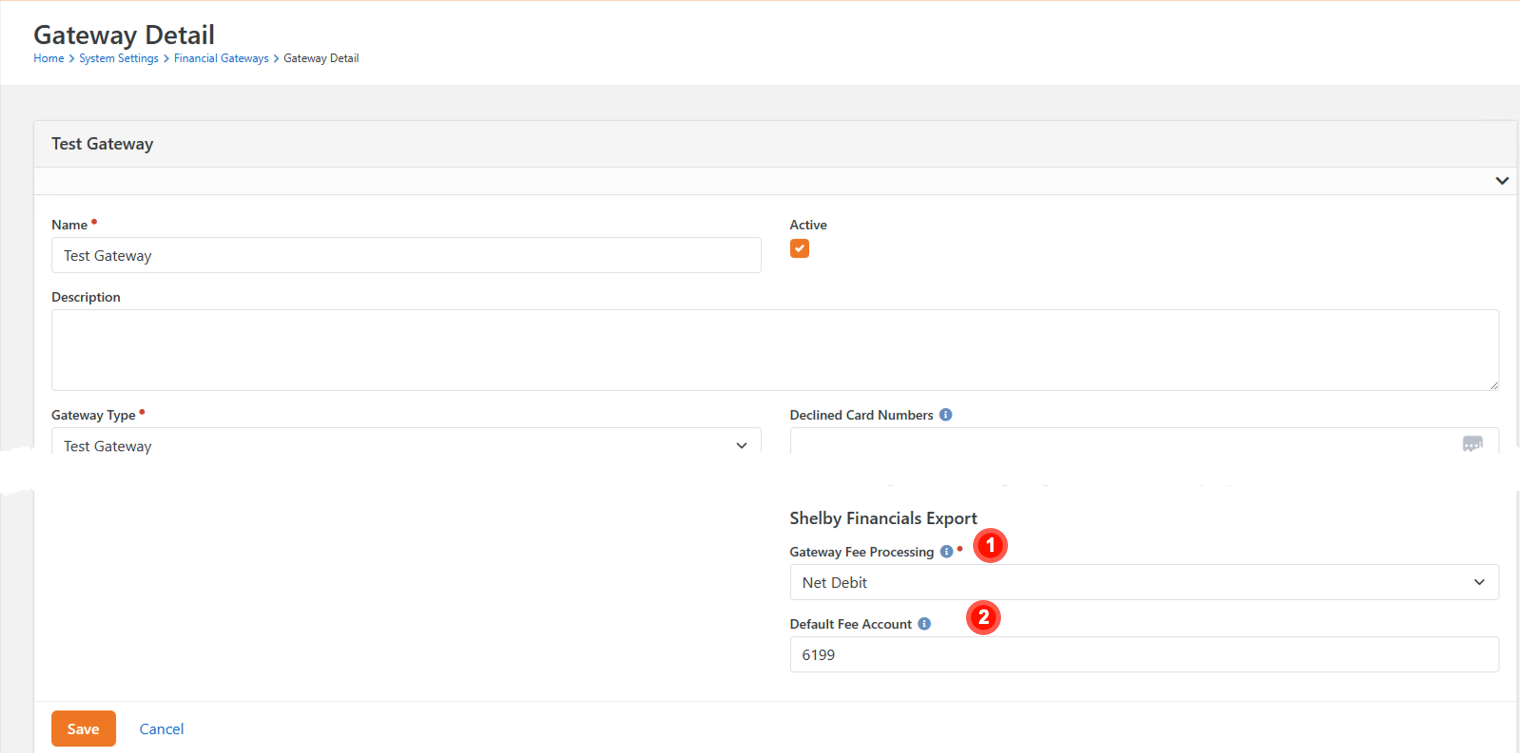 Gateway Detail
Home > System Settings > Financial Gateways > Gateway Detail
Test Gateway
Name •
Active
Test Gateway
Description
Gateway Type •
Declined Card Numbers
Test Gateway
Shelby Financials Export
Gateway Fee Processing •
1
Net Debit
Default Fee Account
2
6199
Save
Cancel